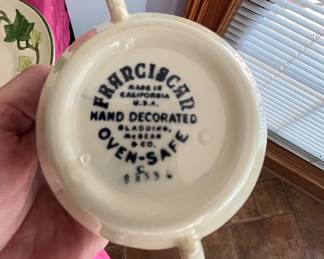 FRANCISCAN
MADE IN
CALIFORNIA
U.S.A.
HAND DECORATED
GLADDING,
McBEAN
& CO.
OVEN-SAFE